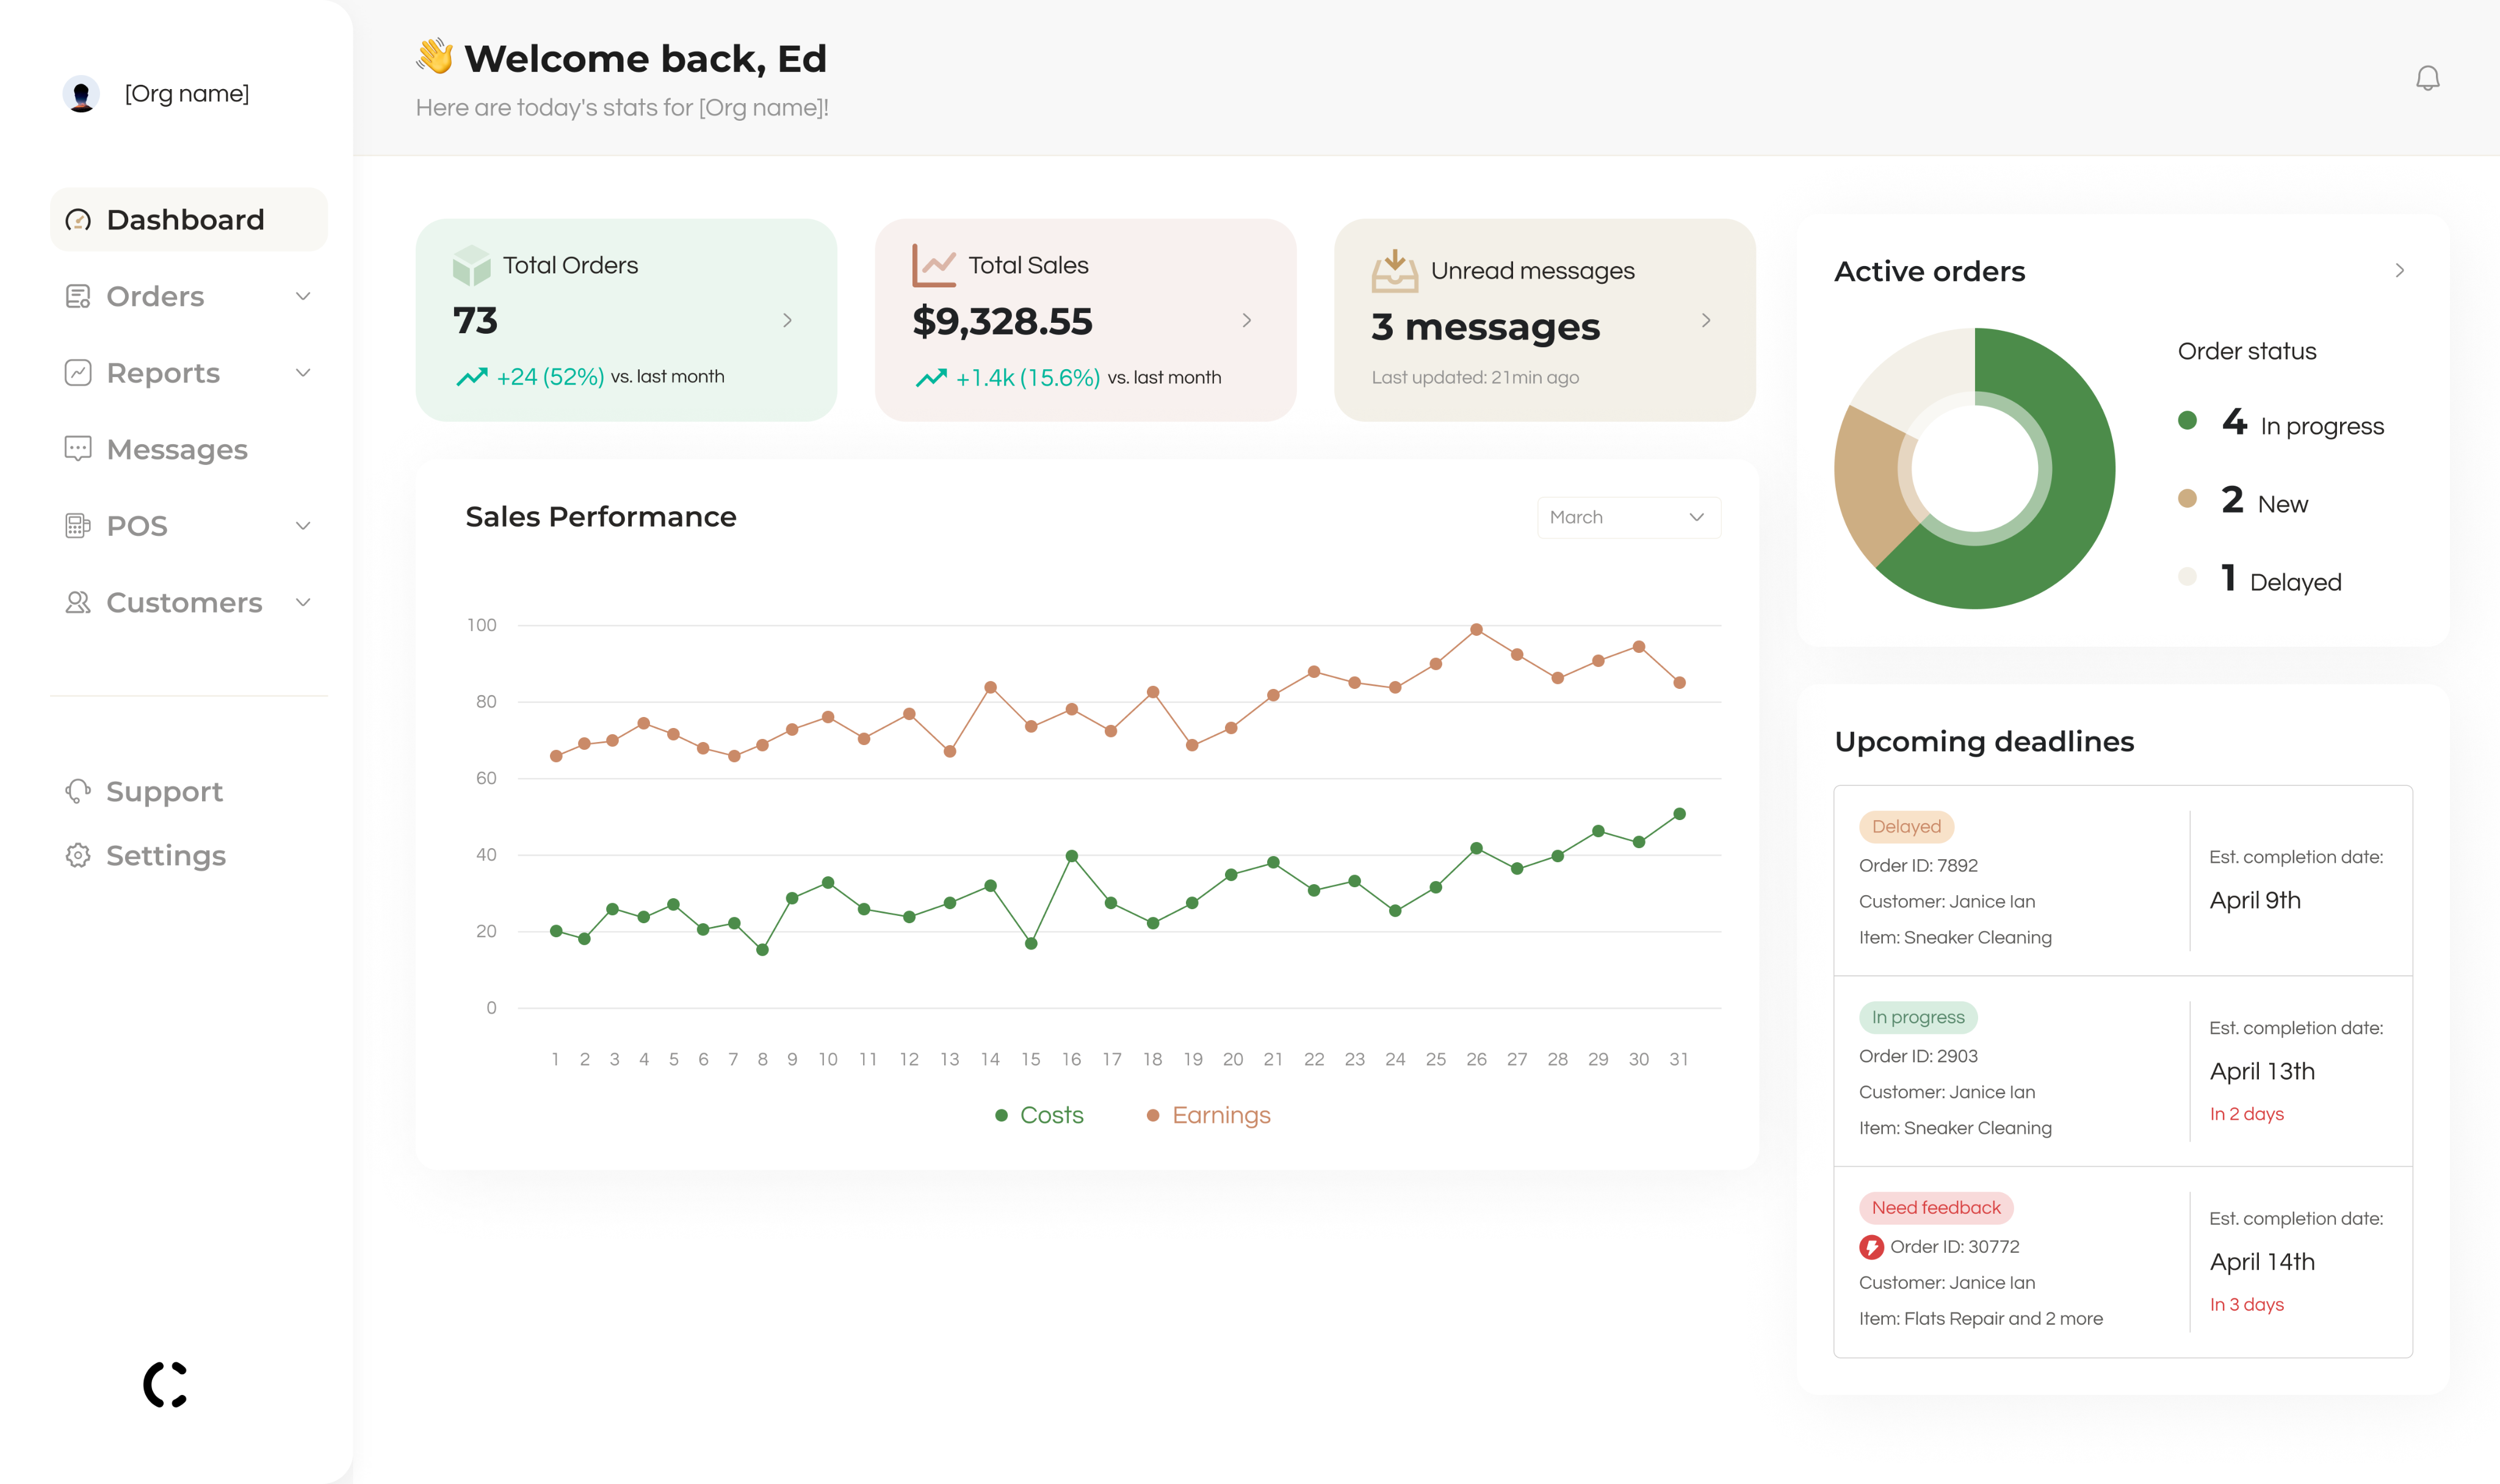 [Org name]
Dashboard
Orders
Reports
Messages
POS
Customers
Support
Settings
👋 Welcome back, Ed
Here are today's stats for [Org name]!
Total Orders
73
+24 (52%) vs. last month
Total Sales
$9,328.55
+1.4k (15.6%) vs. last month
Unread messages
3 messages
Last updated: 21min ago
Sales Performance
March
100
80
60
40
20
0
1 2 3 4 5 6 7 8 9 10 11 12 13 14 15 16 17 18 19 20 21 22 23 24 25 26 27 28 29 30 31
Costs Earnings
Active orders
Order status
4 In progress
2 New
1 Delayed
Upcoming deadlines
Delayed
Order ID: 7892
Customer: Janice Ian
Item: Sneaker Cleaning
Est. completion date:
April 9th
In progress
Order ID: 2903
Customer: Janice Ian
Item: Sneaker Cleaning
Est. completion date:
April 13th
In 2 days
Need feedback
Order ID: 30772
Customer: Janice Ian
Item: Flats Repair and 2 more
Est. completion date:
April 14th
In 3 days